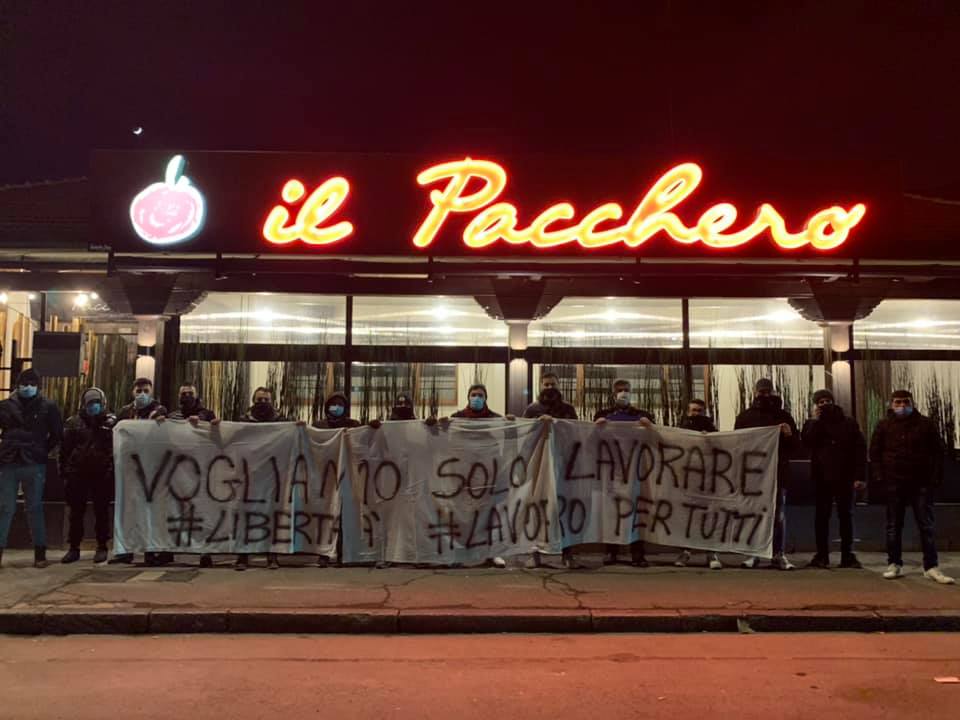 il Pacchero
VOGLIAMO SOLO LAVORARE
#LIBERTA' #LAVORO PER TUTTI